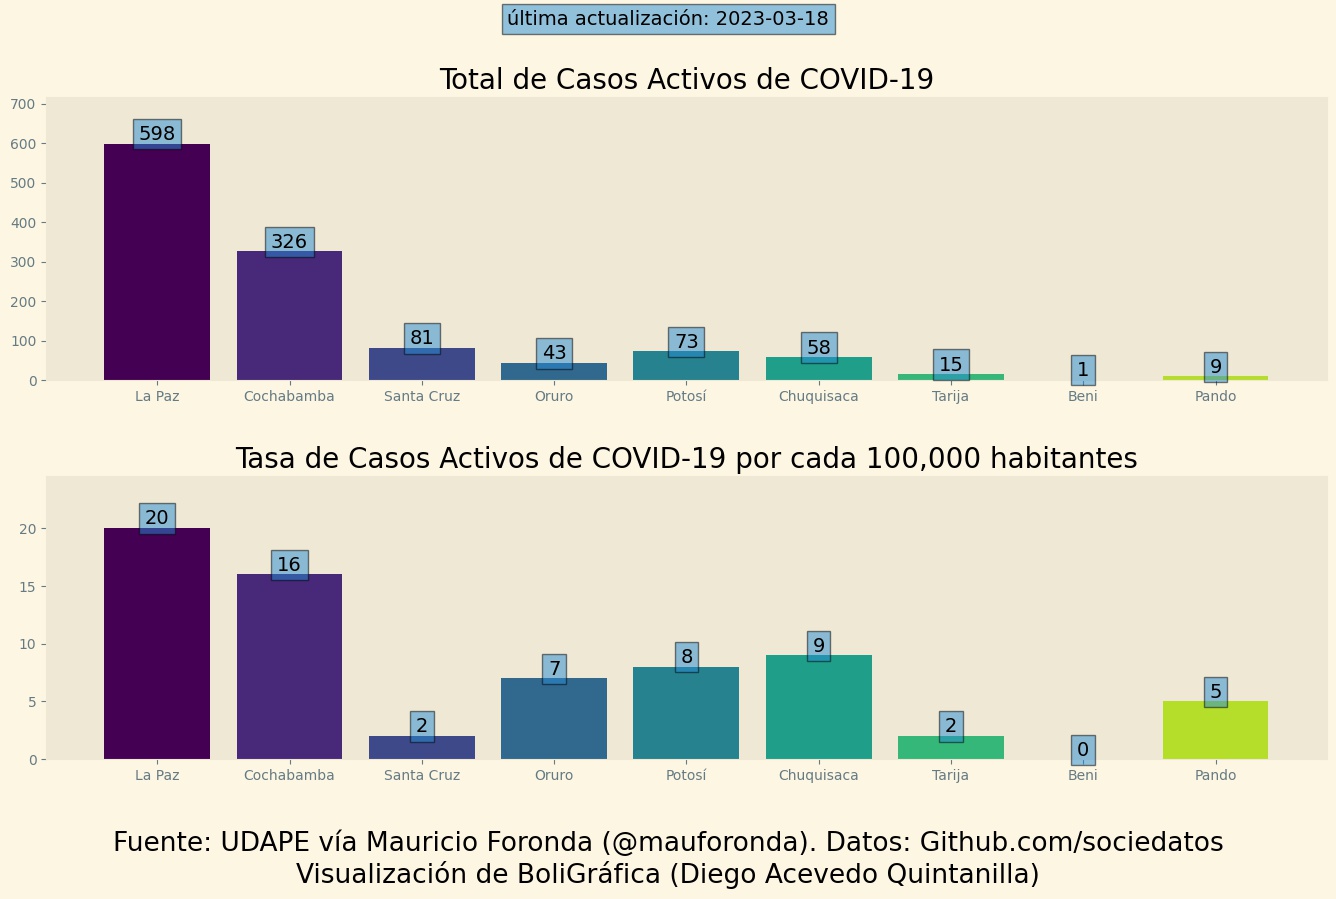 última actualización: 2023-03-18
Total de Casos Activos de COVID-19
700
600
500
400
300
200
100
0
598
326
81
43
73
58
15
1
9
La Paz
Cochabamba
Santa Cruz
Oruro
Potosí
Chuquisaca
Tarija
Beni
Pando
Tasa de Casos Activos de COVID-19 por cada 100,000 habitantes
20
15
10
5
0
20
16
2
7
8
9
2
0
5
La Paz
Cochabamba
Santa Cruz
Oruro
Potosí
Chuquisaca
Tarija
Beni
Pando
Fuente: UDAPE vía Mauricio Foronda (@mauforonda). Datos: Github.com/sociedatos
Visualización de BoliGráfica (Diego Acevedo Quintanilla)